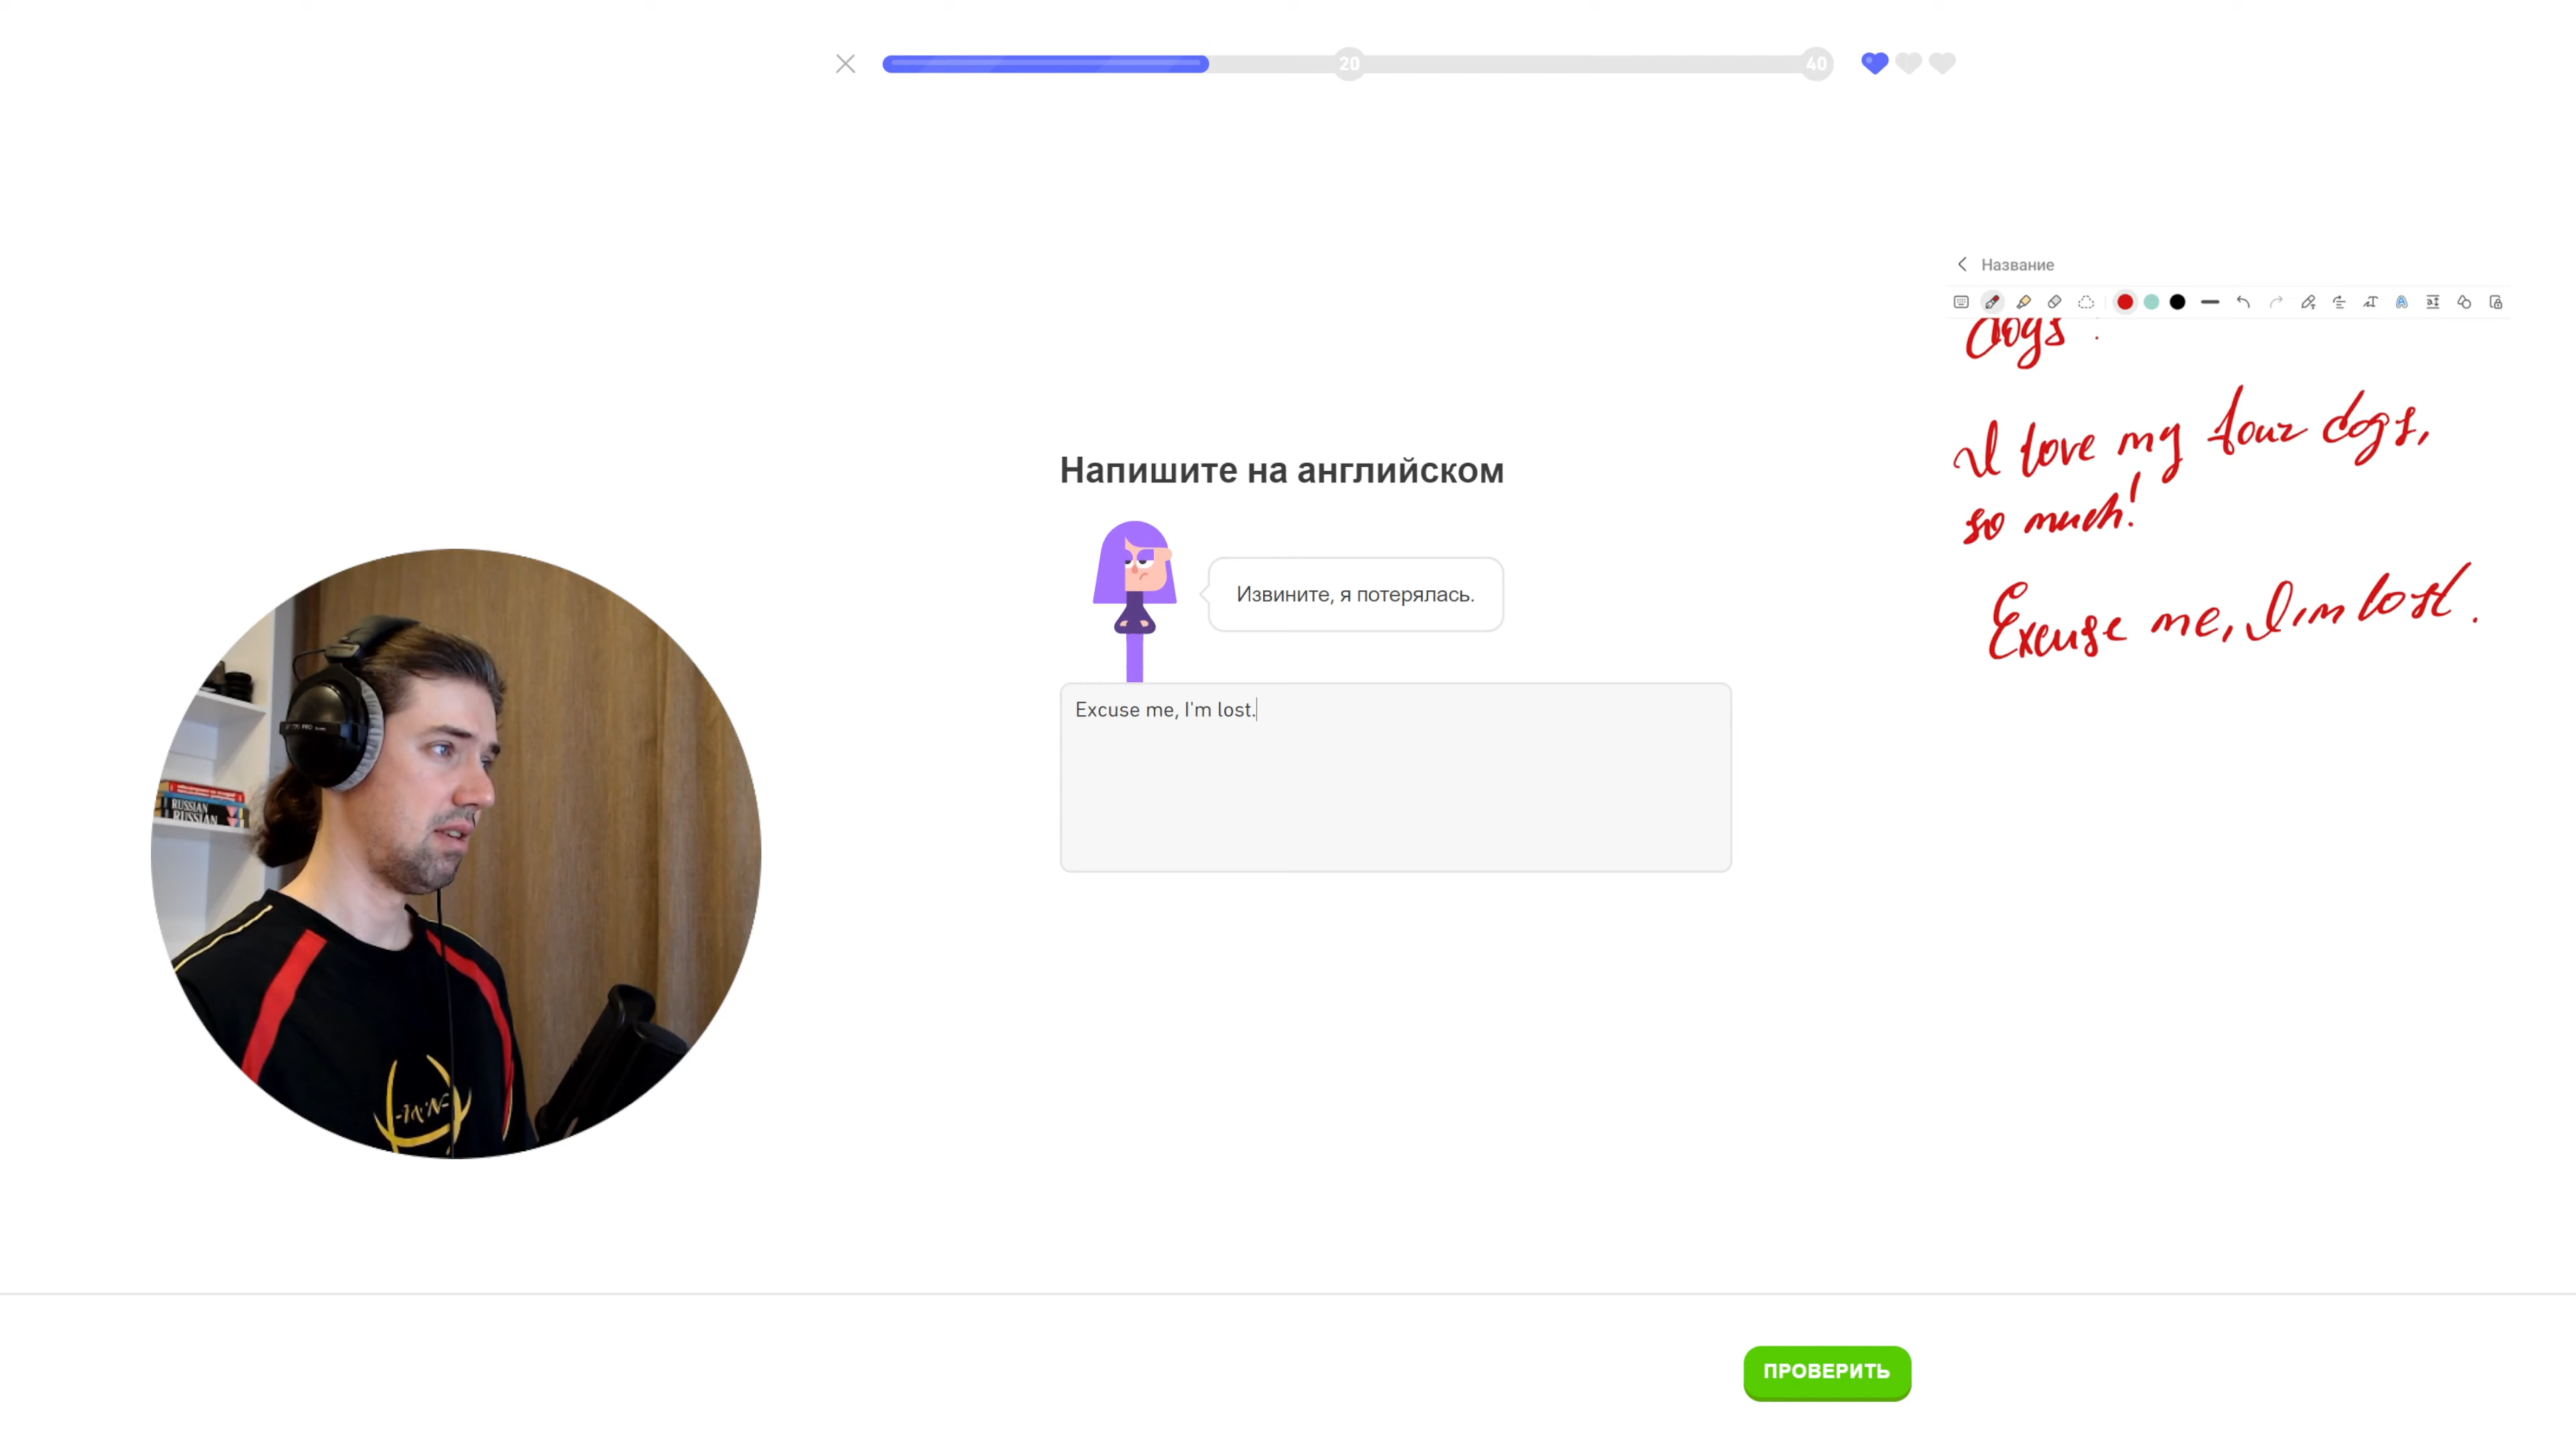 20
40
Название
dogs.
I love my four dogs,
so much!
Excuse me, I'm lost.
Напишите на английском
Извините, я потерялась.
Excuse me, I'm lost.
RUSSIAN
RUSSIAN
ПРОВЕРИТЬ